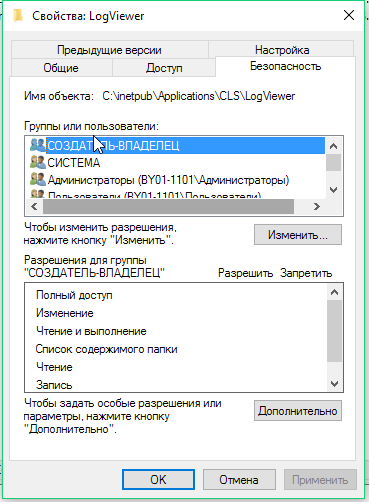 Свойства: LogViewer
Предыдущие версии
Настройка
Общие
Доступ
Безопасность
Имя объекта: C:\inetpub\Applications\CLS\LogViewer
Группы или пользователи:
СОЗДАТЕЛЬ-ВЛАДЕЛЕЦ
СИСТЕМА
Администраторы (BY01-1101\Администраторы)
Пользователи (BY01-1101\Пользователи)
Чтобы изменить разрешения,
нажмите кнопку "Изменить".
Изменить...
Разрешения для группы
"СОЗДАТЕЛЬ-ВЛАДЕЛЕЦ"
Разрешить
Запретить
Полный доступ
Изменение
Чтение и выполнение
Список содержимого папки
Чтение
Запись
Чтобы задать особые разрешения или
параметры, нажмите кнопку
"Дополнительно".
Дополнительно
OK
Отмена
Применить